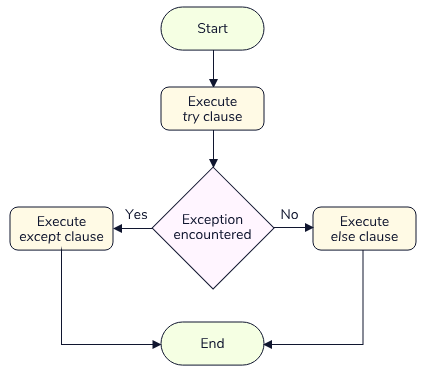 Start
Execute
try clause
Yes
Exception
encountered
No
Execute
except clause
Execute
else clause
End